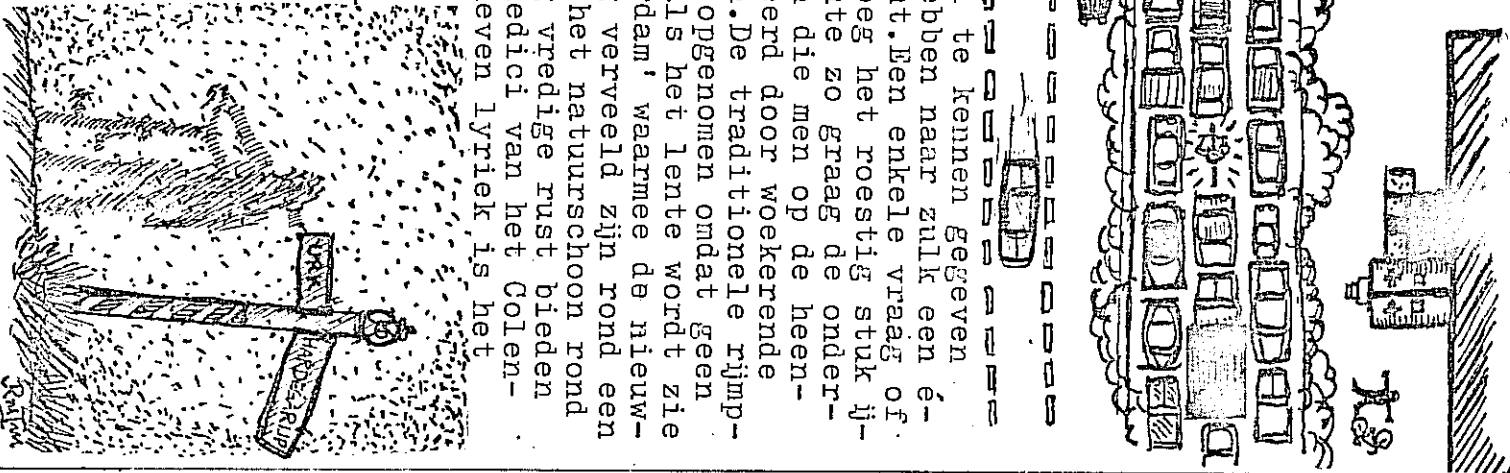 te kennen gegeven
ebben naar zulk een é-
t.Een enkele vraag of
eeg het roestig stuk ij-
te zo graag de onder-
die men op de heen-
erd door woekerende
.De traditionele rijmp-
opgenomen omdat geen
ls het lente wordt zie
dam' waarmee de nieuw-
verveeld zijn rond een
het natuurschoon rond
vredige rust bieden
edici van het Colen-
even lyriek is het
URK
HARDEGARIJP